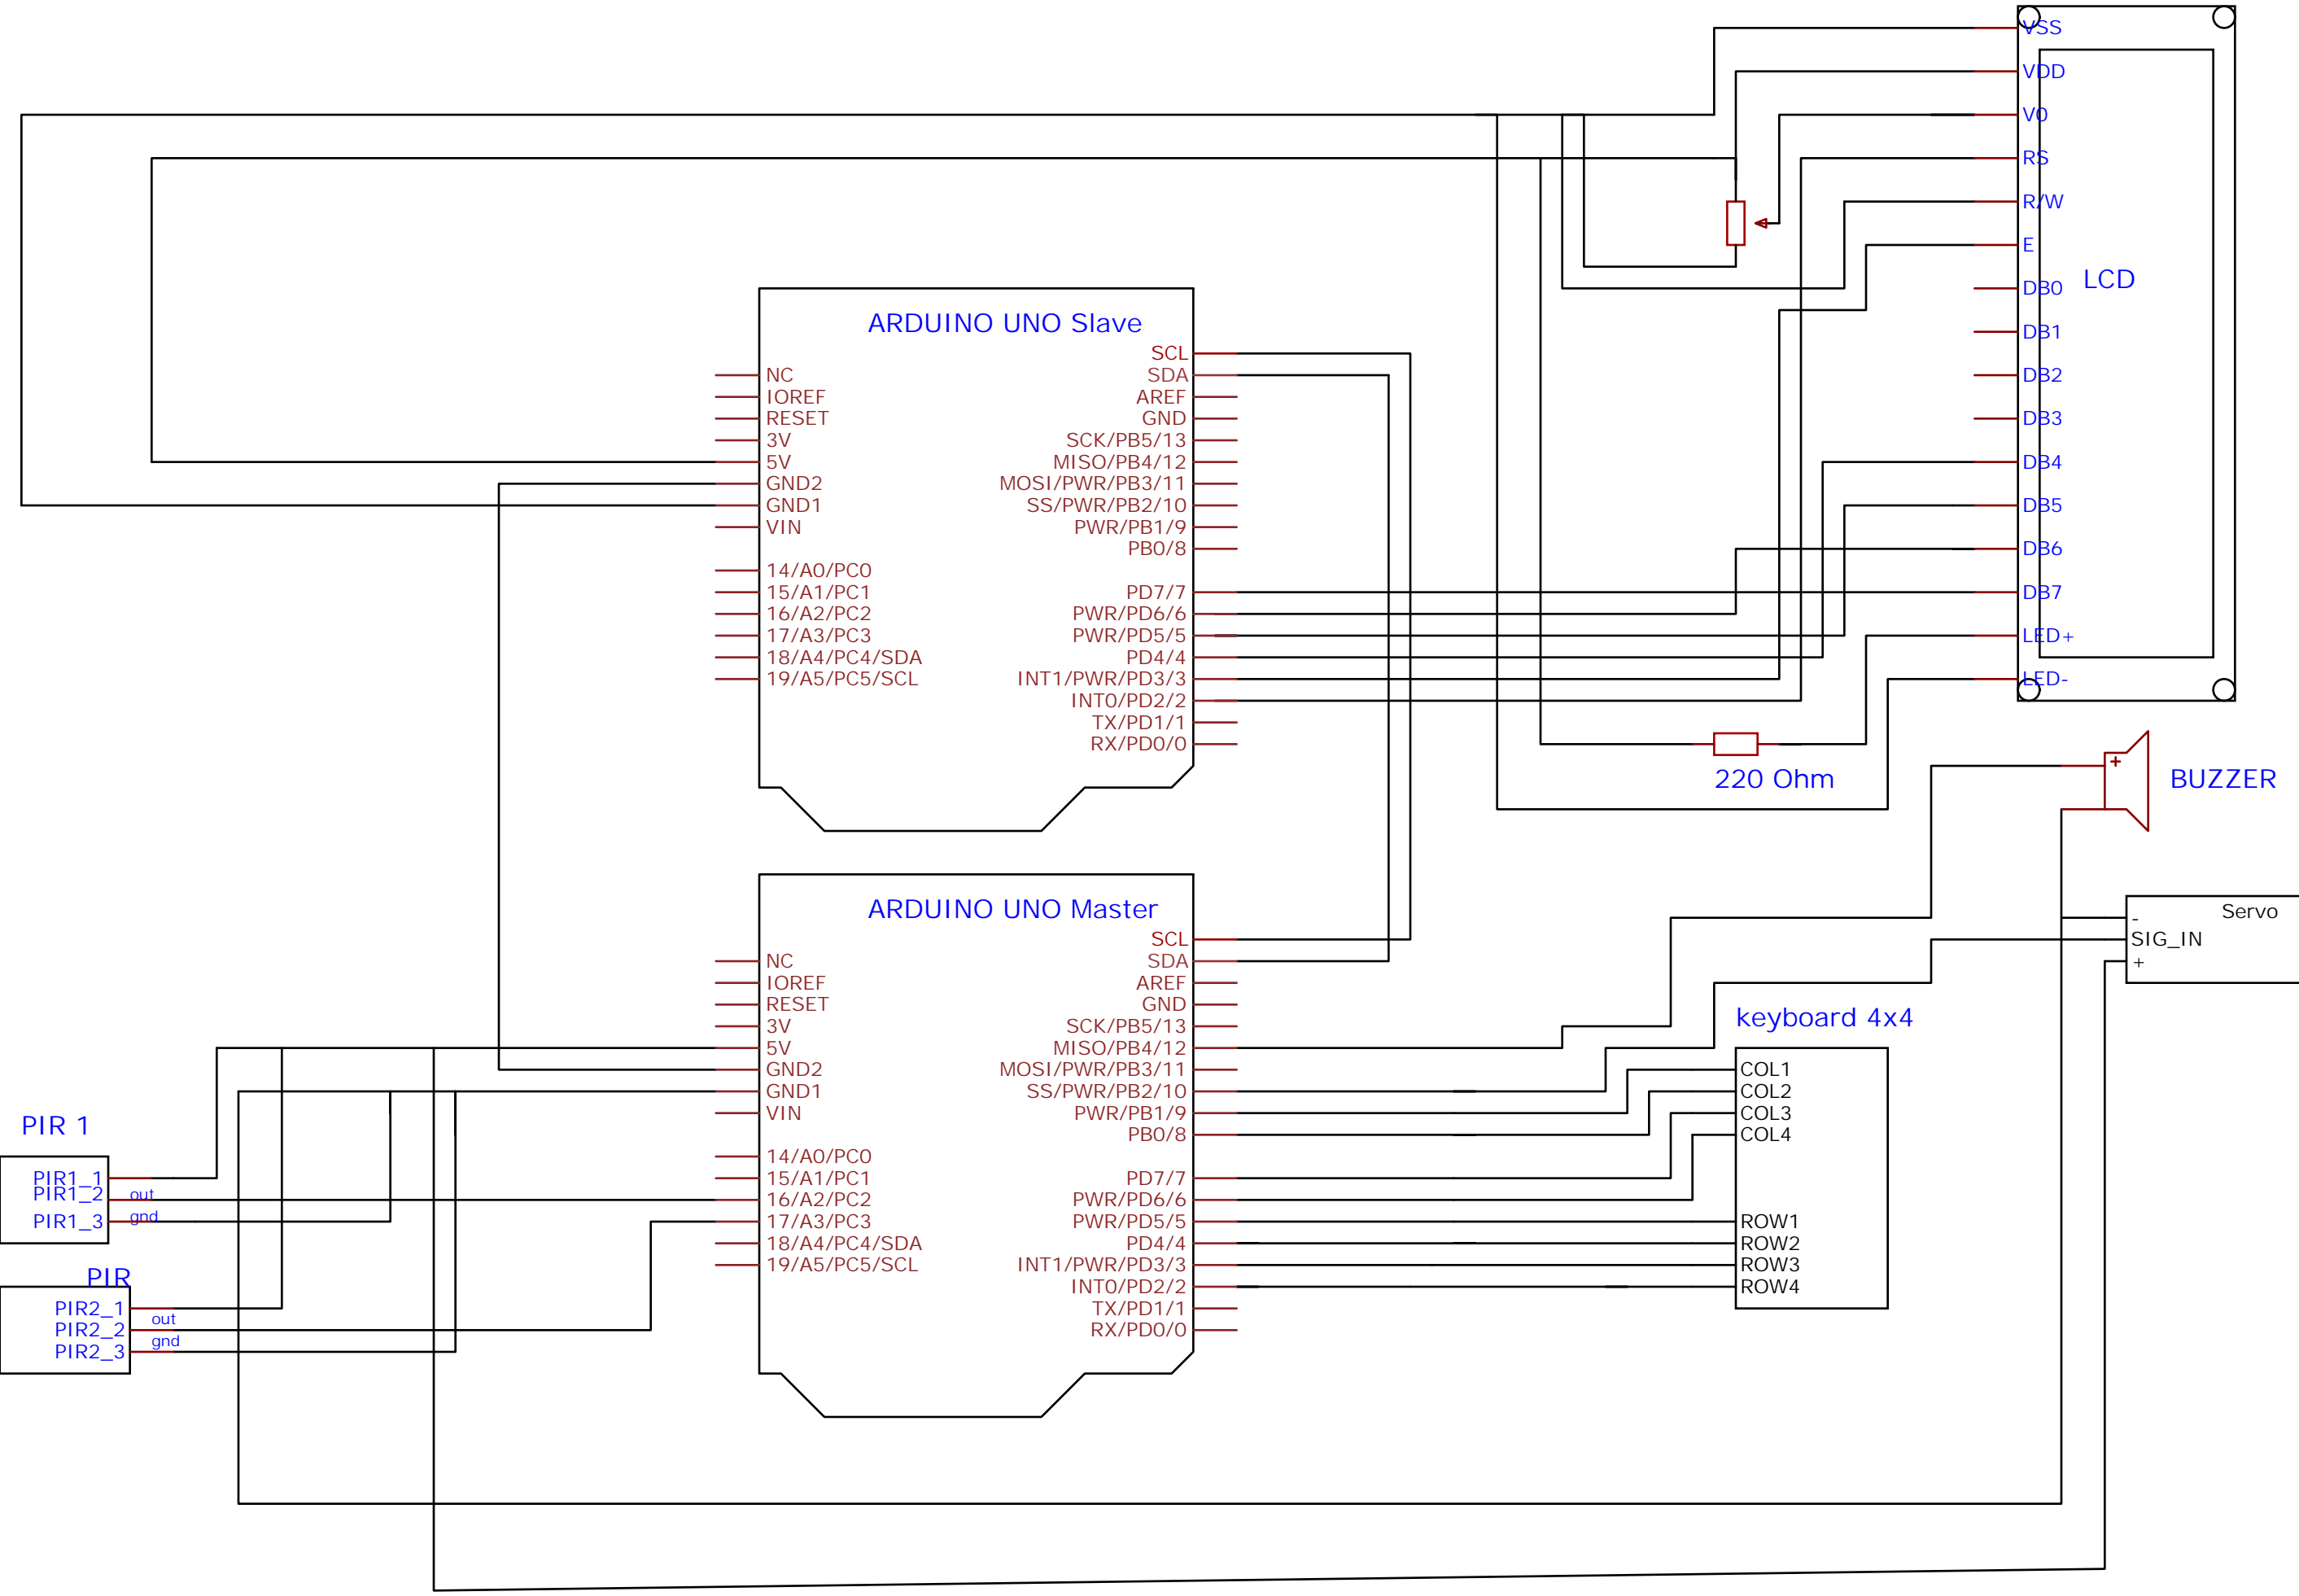 VSS
VDD
V0
RS
R/W
E
DB0
DB1
DB2
DB3
DB4
DB5
DB6
DB7
LED+
LED-
LCD
ARDUINO UNO Slave
NC
IOREF
RESET
3V
5V
GND2
GND1
VIN
14/A0/PC0
15/A1/PC1
16/A2/PC2
17/A3/PC3
18/A4/PC4/SDA
19/A5/PC5/SCL
SCL
SDA
AREF
GND
SCK/PB5/13
MISO/PB4/12
MOSI/PWR/PB3/11
SS/PWR/PB2/10
PWR/PB1/9
PB0/8
PD7/7
PWR/PD6/6
PWR/PD5/5
PD4/4
INT1/PWR/PD3/3
INT0/PD2/2
TX/PD1/1
RX/PD0/0
220 Ohm
+
BUZZER
Servo
-
SIG_IN
+
ARDUINO UNO Master
NC
IOREF
RESET
3V
5V
GND2
GND1
VIN
14/A0/PC0
15/A1/PC1
16/A2/PC2
17/A3/PC3
18/A4/PC4/SDA
19/A5/PC5/SCL
SCL
SDA
AREF
GND
SCK/PB5/13
MISO/PB4/12
MOSI/PWR/PB3/11
SS/PWR/PB2/10
PWR/PB1/9
PB0/8
PD7/7
PWR/PD6/6
PWR/PD5/5
PD4/4
INT1/PWR/PD3/3
INT0/PD2/2
TX/PD1/1
RX/PD0/0
keyboard 4x4
COL1
COL2
COL3
COL4
ROW1
ROW2
ROW3
ROW4
PIR 1
PIR1_1
PIR1_2 out
PIR1_3 gnd
PIR
PIR2_1
PIR2_2 out
PIR2_3 gnd